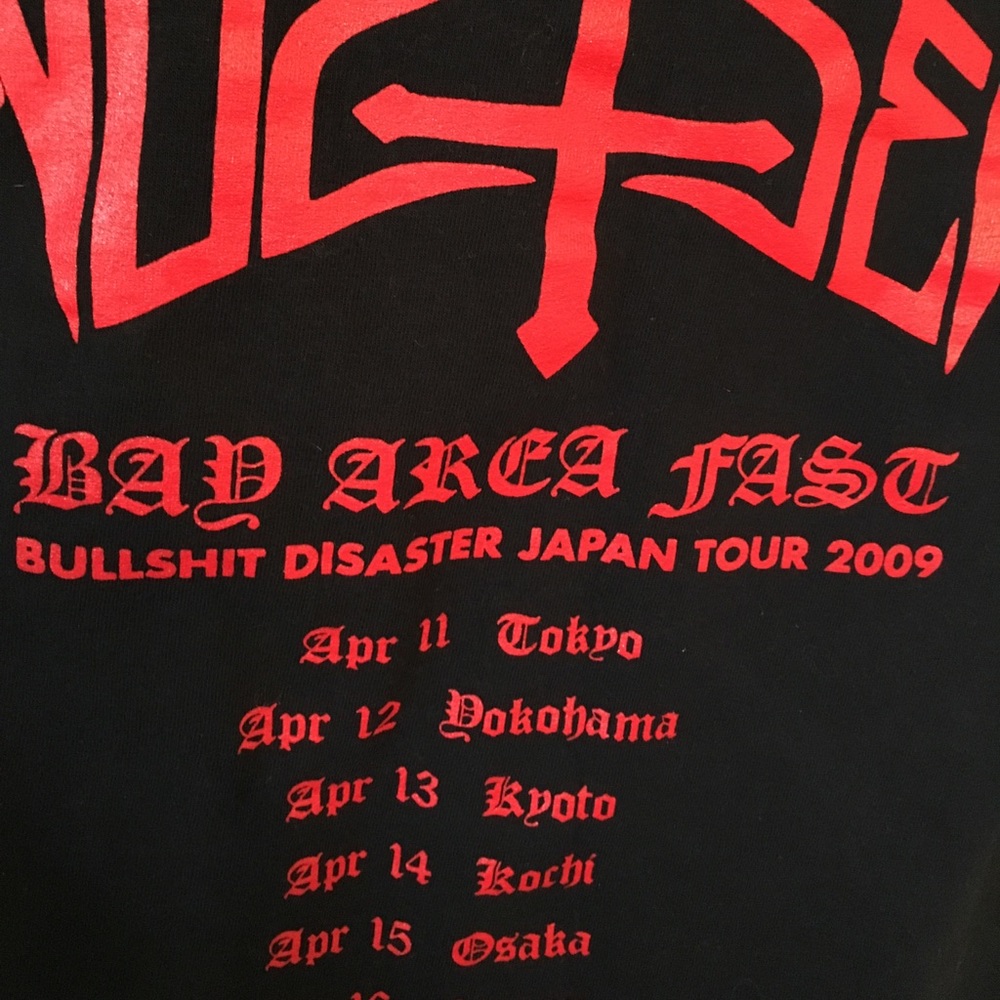 BAY AREA FAST
BULLSHIT DISASTER JAPAN TOUR 2009
Apr 11 Tokyo
Apr 12 Yokohama
Apr 13 Kyoto
Apr 14 Kochi
Apr 15 Osaka